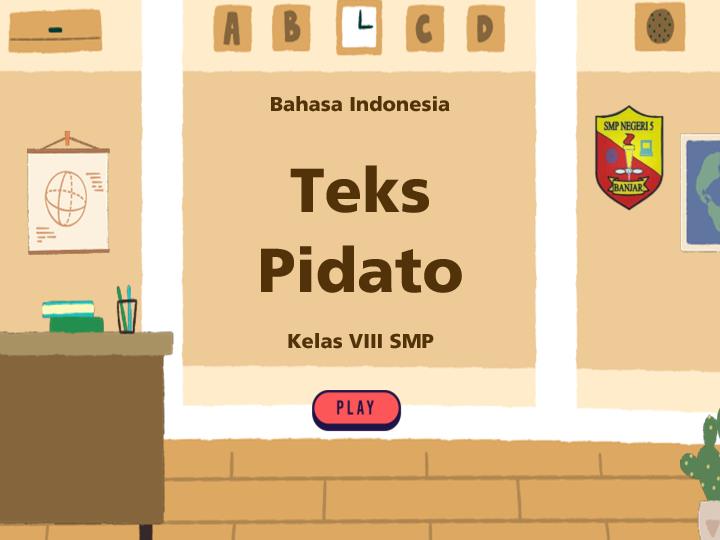 A B C D
Bahasa Indonesia
SMP NEGERI 5
BANJAR
Teks
Pidato
Kelas VIII SMP
PLAY